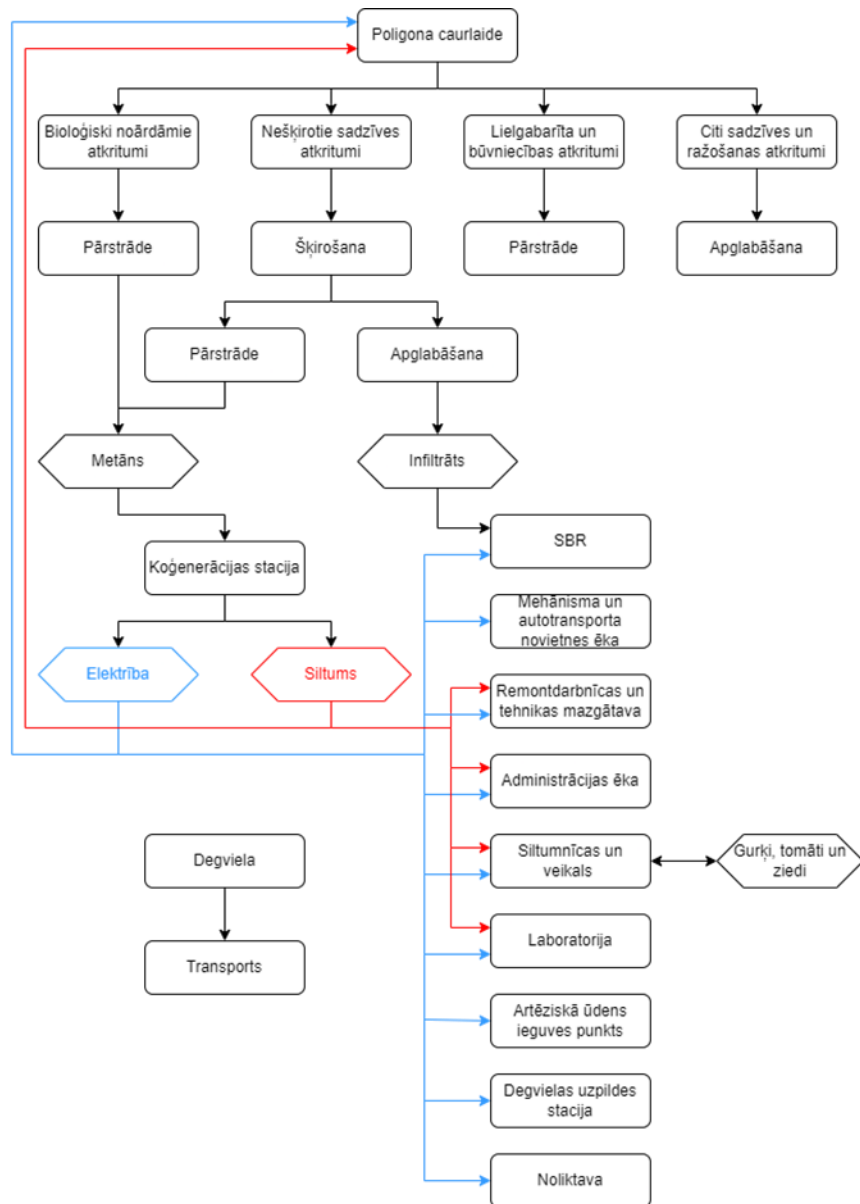 Poligona caurlaide
Bioloģiski noārdāmie
atkritumi
Nešķirotie sadzīves
atkritumi
Lielgabarīta un
būvniecības atkritumi
Citi sadzīves un
ražošanas atkritumi
Pārstrāde
Šķirošana
Pārstrāde
Apglabāšana
Pārstrāde
Apglabāšana
Metāns
Infiltrāts
SBR
Koģenerācijas stacija
Mehānisma un
autotransporta
novietnes ēka
Elektrība
Siltums
Remontdarbnīcas un
tehnikas mazgātava
Administrācijas ēka
Degviela
Siltumnīcas un
veikals
Gurķi, tomāti un
ziedi
Transports
Laboratorija
Artēziskā ūdens
ieguves punkts
Degvielas uzpildes
stacija
Noliktava